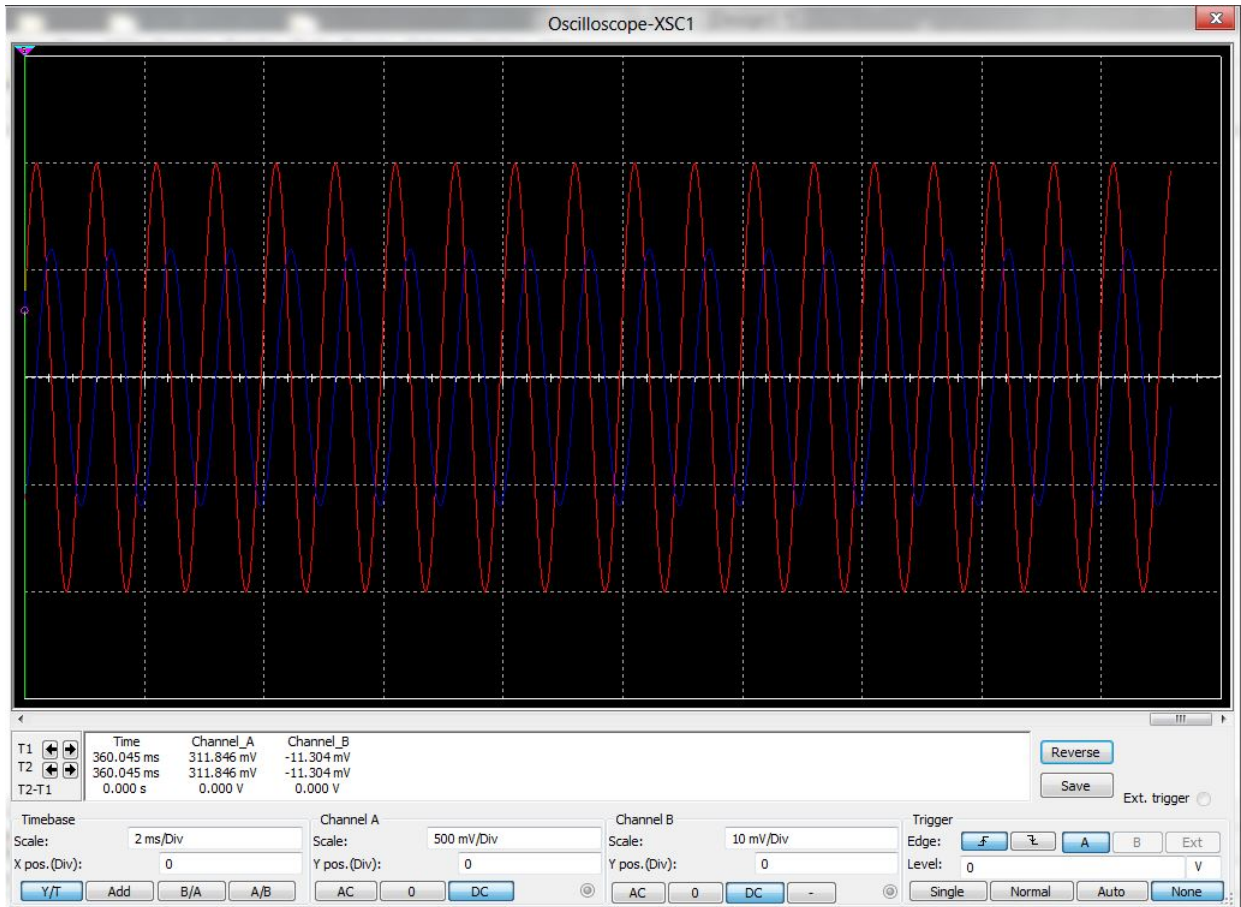 Oscilloscope-XSC1
x
Time Channel_A Channel_B
T1 360.045 ms 311.846 mV -11.304 mV
T2 360.045 ms 311.846 mV -11.304 mV
T2-T1 0.000 s 0.000 V 0.000 V
Reverse
Save
Ext. trigger
Timebase
Scale: 2 ms/Div
X pos.(Div): 0
Y/T Add B/A A/B
Channel A
Scale: 500 mV/Div
Y pos.(Div): 0
AC 0 DC
Channel B
Scale: 10 mV/Div
Y pos.(Div): 0
AC 0 DC -
Trigger
Edge: A B Ext
Level: 0 V
Single Normal Auto None